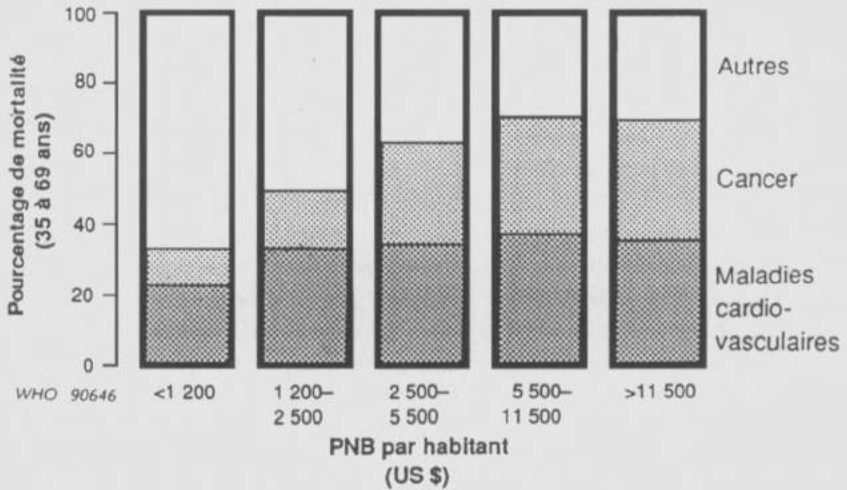 Pourcentage de mortalité
(35 à 69 ans)
100
80
60
40
20
0
Autres
Cancer
Maladies
cardio-
vasculaires
WHO 90646
<1 200
1 200–
2 500
2 500–
5 500
5 500–
11 500
>11 500
PNB par habitant
(US $)